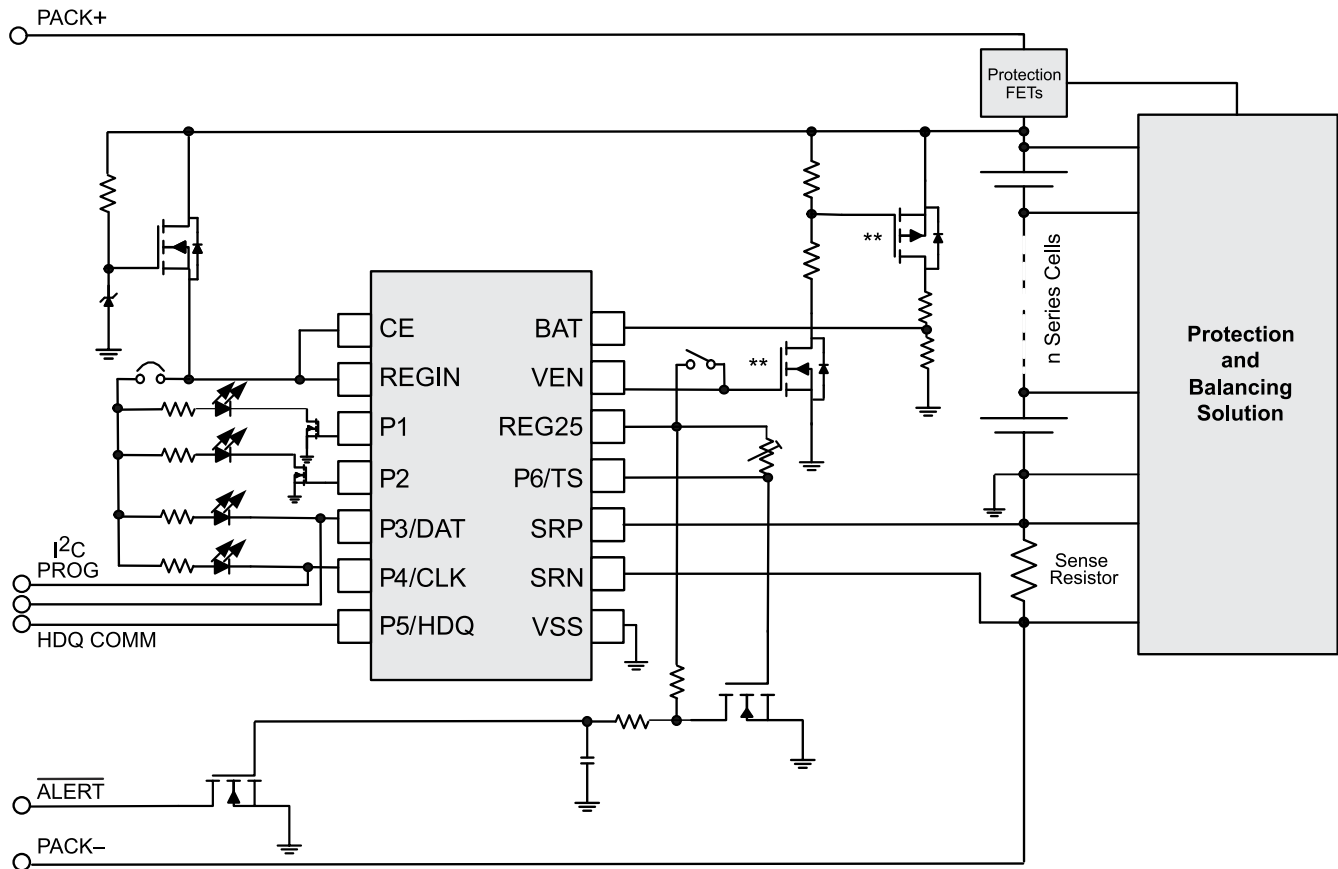 PACK+
Protection
FETs
**
n Series Cells
Protection
and
Balancing
Solution
CE
BAT
REGIN
VEN
**
P1
REG25
P2
P6/TS
P3/DAT
SRP
I2C
PROG
P4/CLK
SRN
Sense
Resistor
P5/HDQ
VSS
HDQ COMM
ALERT
PACK–